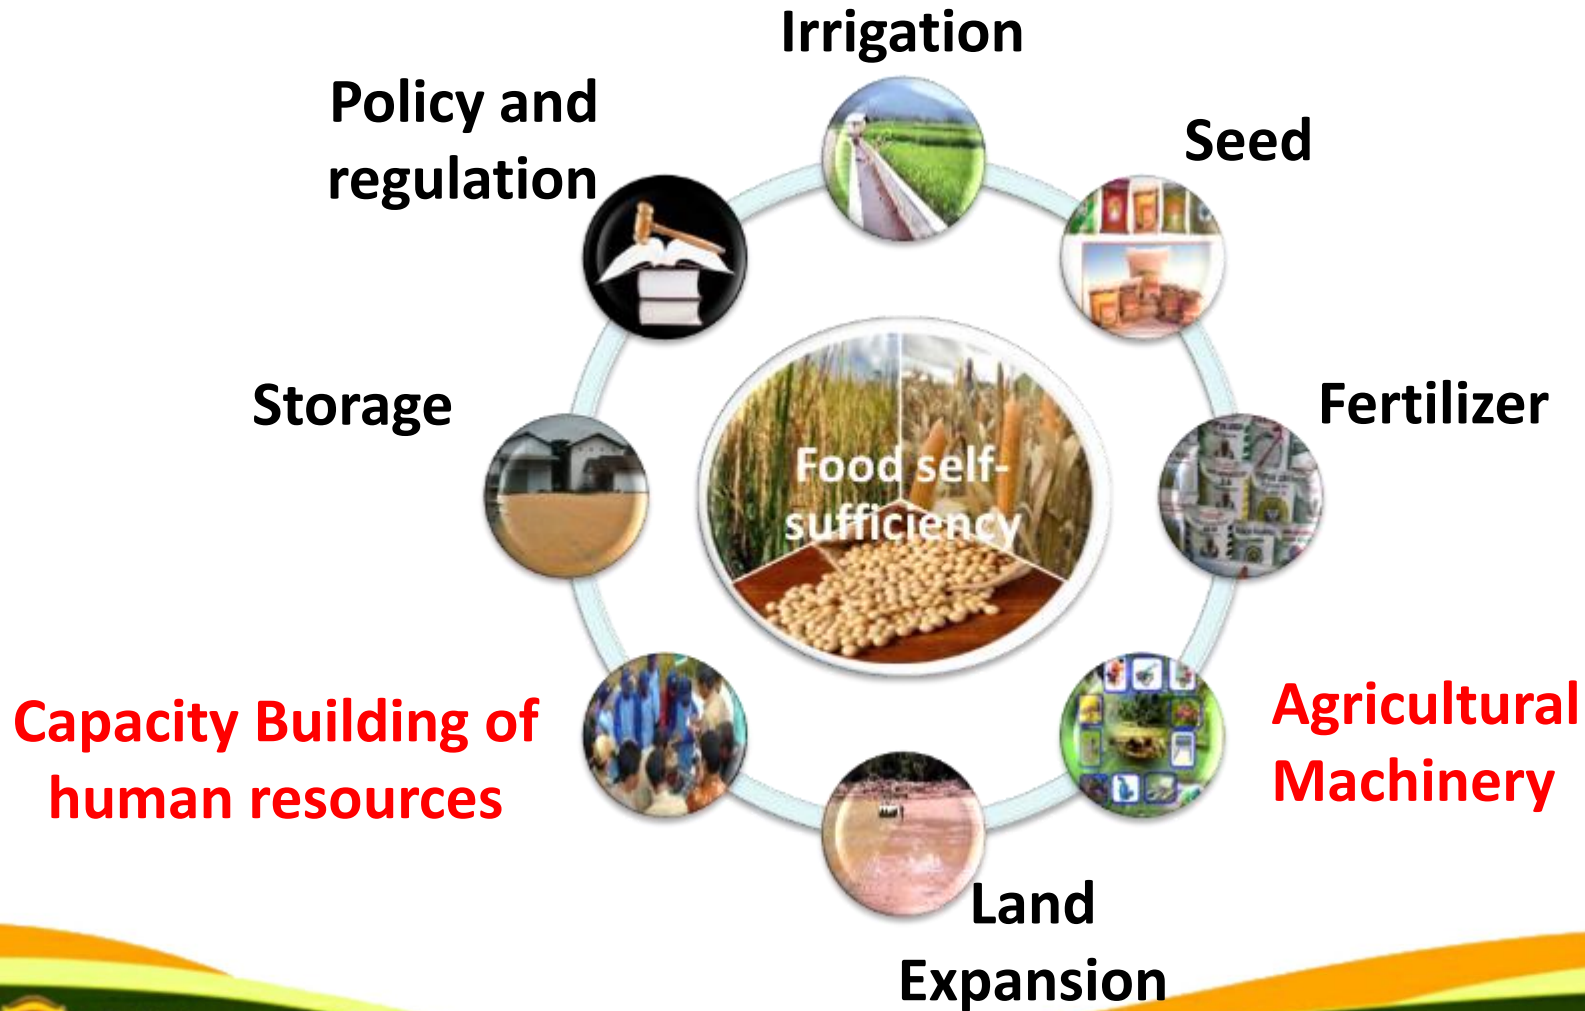 Irrigation
Policy and
regulation
Seed
Storage
Fertilizer
Food self-
sufficiency
Capacity Building of
human resources
Agricultural
Machinery
Land
Expansion